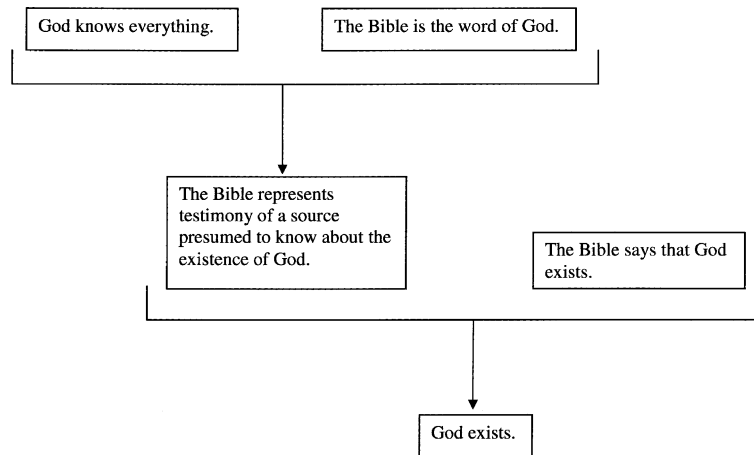 God knows everything.
The Bible is the word of God.
The Bible represents
testimony of a source
presumed to know about the
existence of God.
The Bible says that God
exists.
God exists.